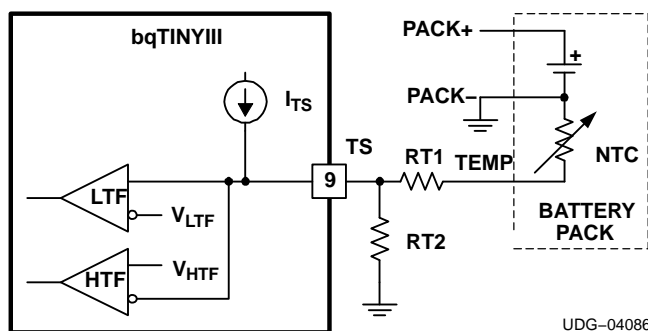 bqTINYIII
PACK+
+
I_TS
PACK−
TS
RT1
TEMP
NTC
9
LTF
V_LTF
BATTERY
PACK
RT2
HTF
V_HTF
UDG−04086